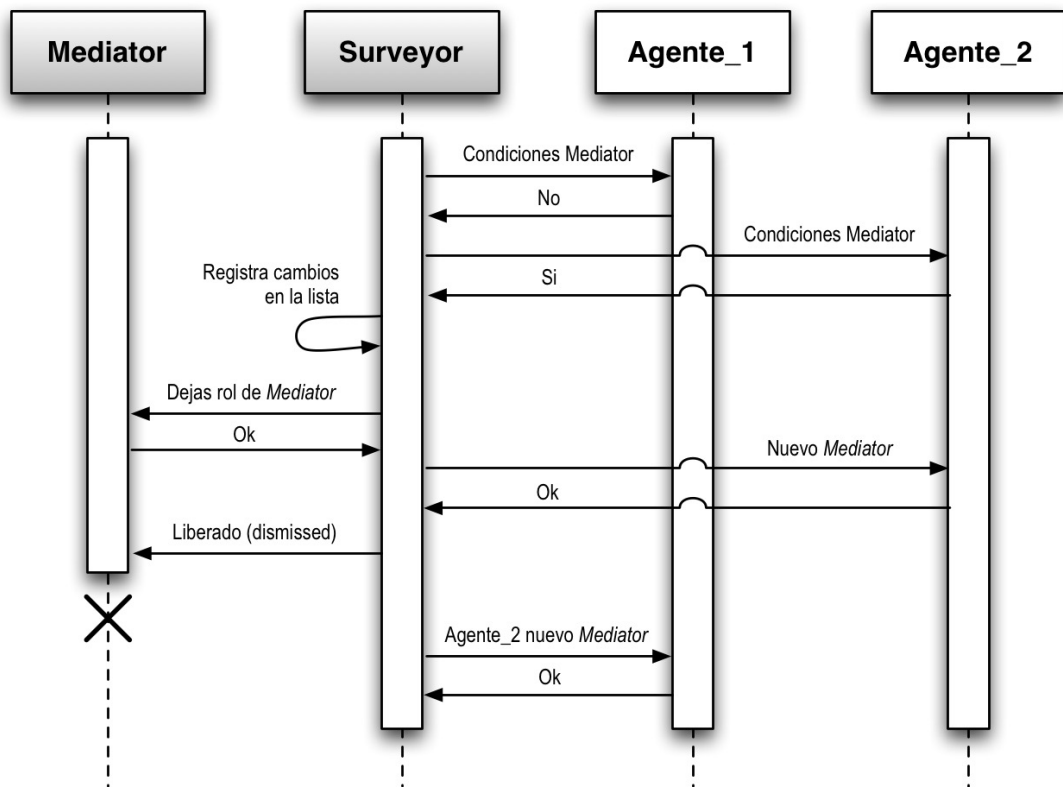 Mediator
Surveyor
Agente_1
Agente_2
Condiciones Mediator
No
Condiciones Mediator
Si
Registra cambios
en la lista
Dejas rol de Mediator
Ok
Nuevo Mediator
Ok
Liberado (dismissed)
Agente_2 nuevo Mediator
Ok